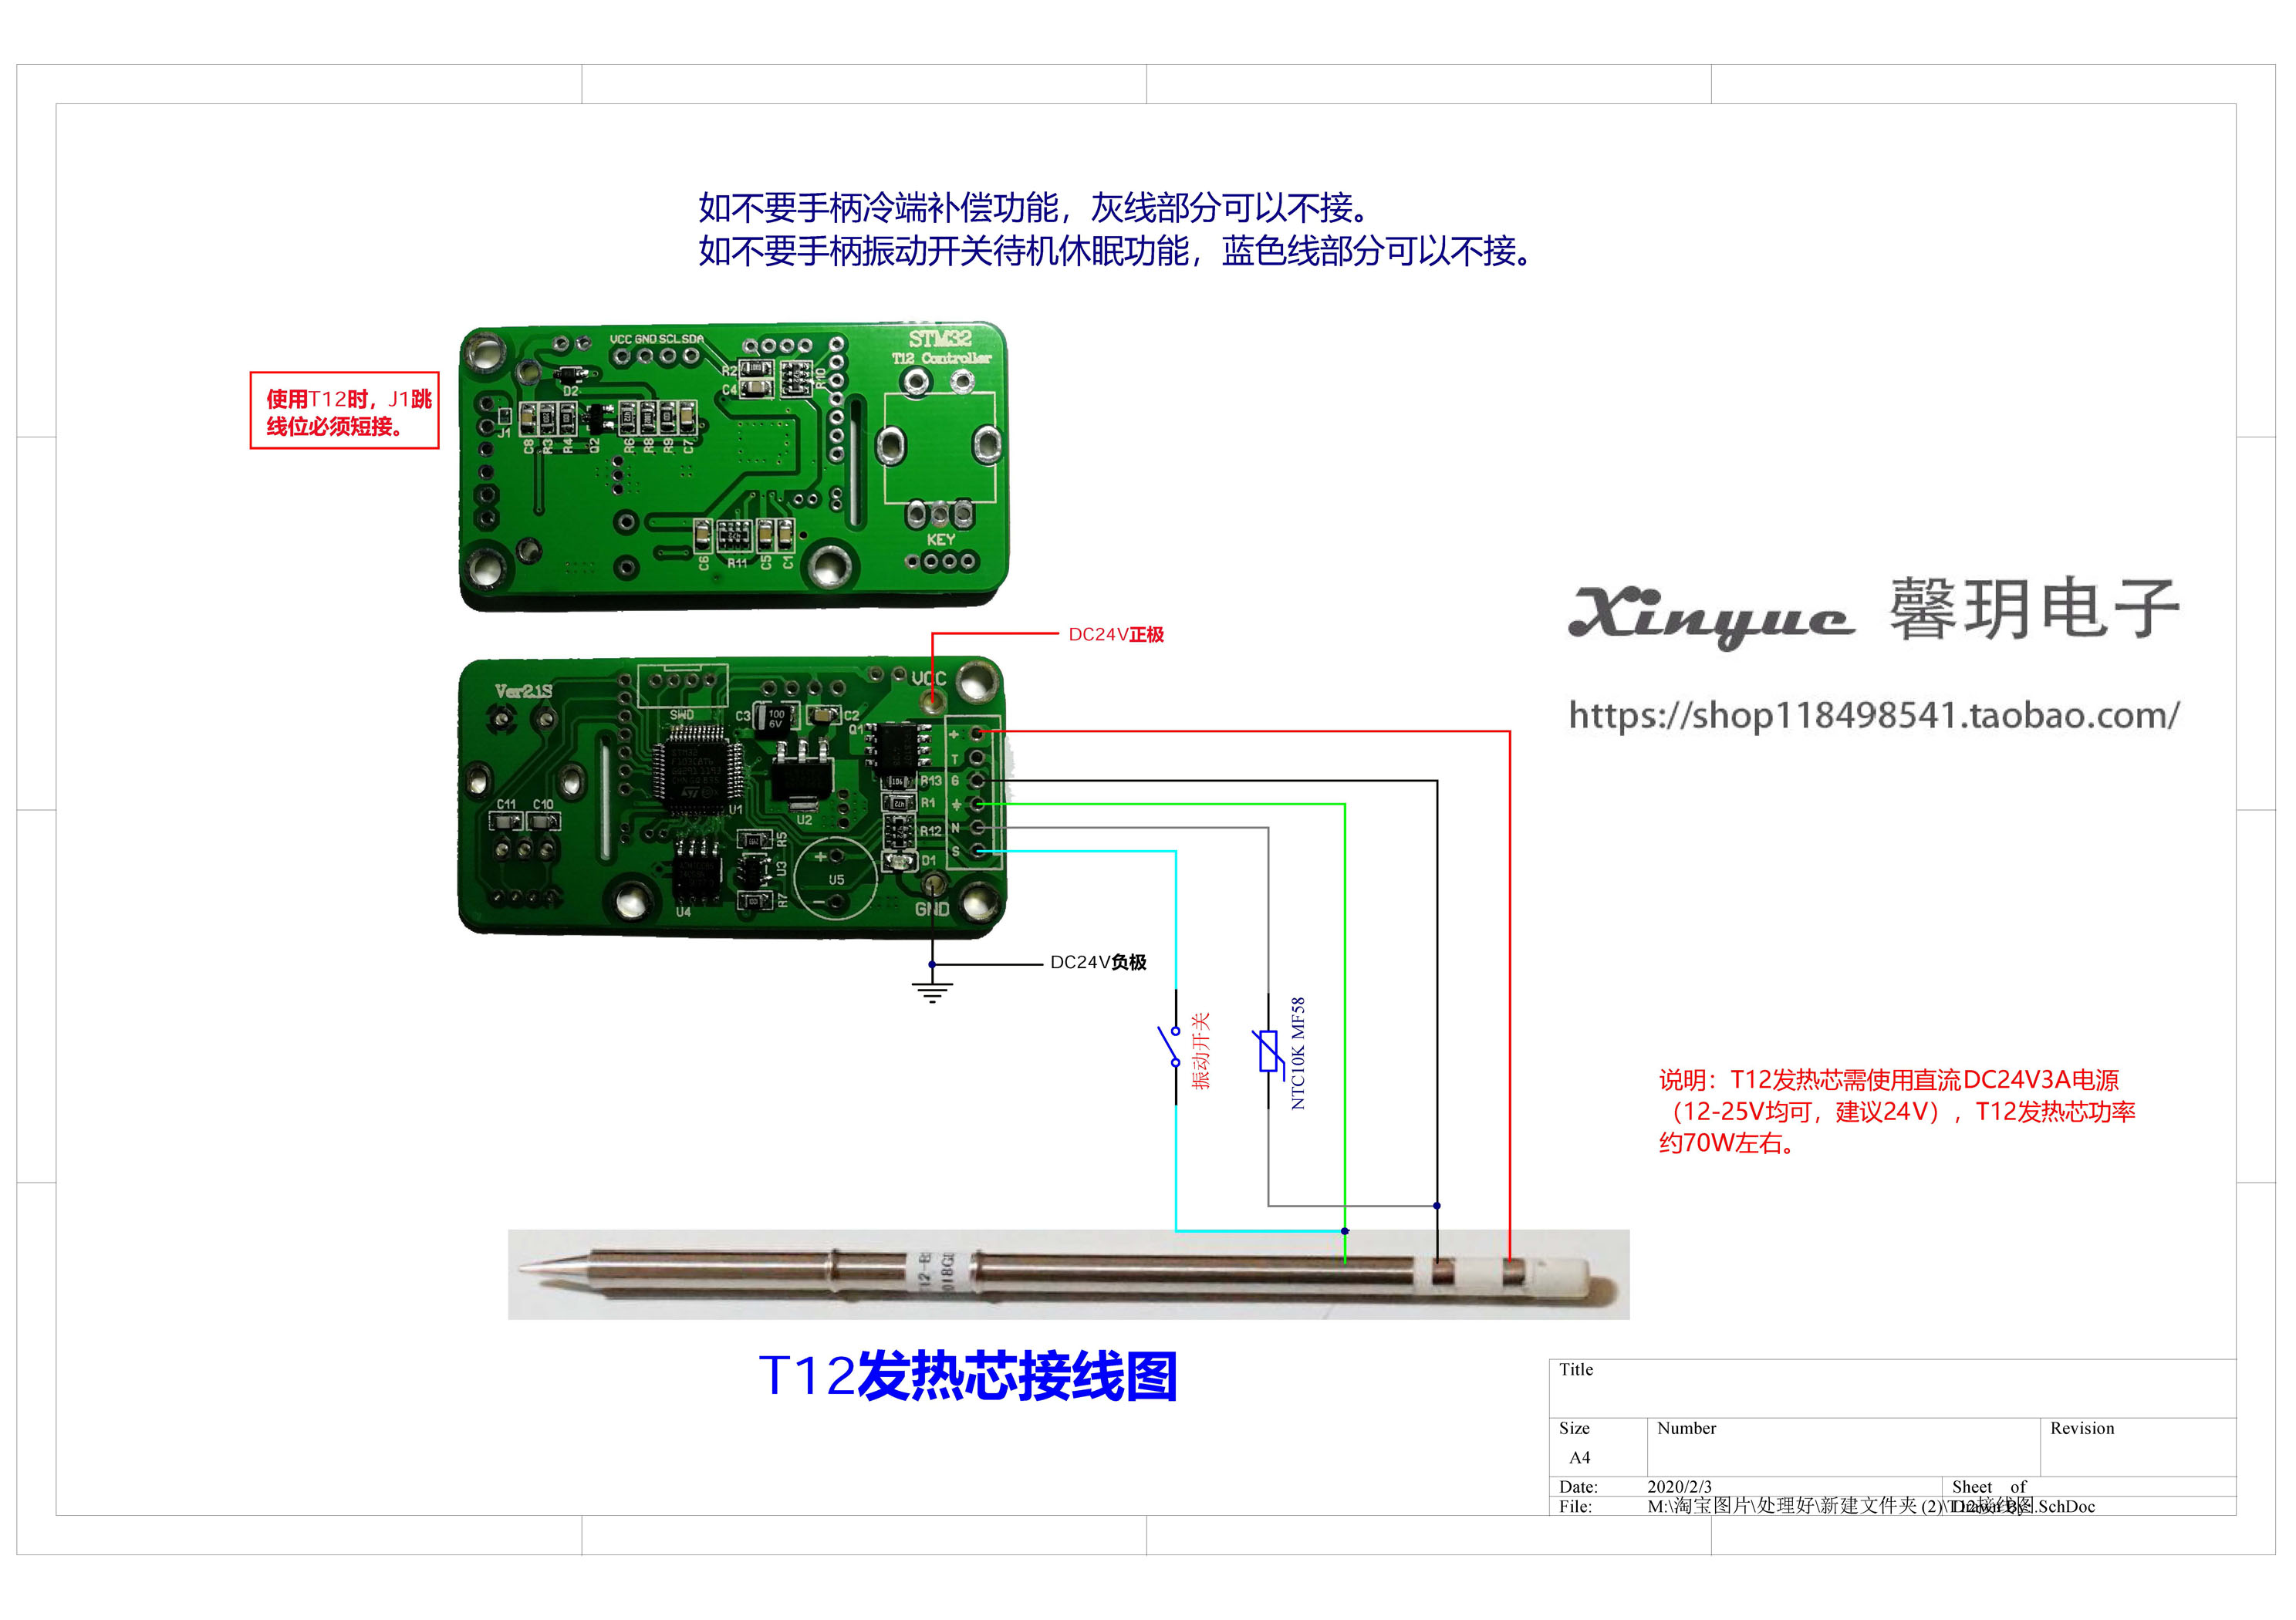 如不要手柄冷端补偿功能，灰线部分可以不接。
如不要手柄振动开关待机休眠功能，蓝色线部分可以不接。
使用T12时，J1跳
线位必须短接。
VCC GND SCL SDA
STM32
T12 Controller
R2
C4
R10
D2
J1
C8
R3
R4
Q2
R6
R8
R9
C7
KEY
C6
R11
C5
C1
DC24V正极
Xinyue 馨玥电子
https://shop118498541.taobao.com/
Ver2.1S
SWD
VCC
C3
100
6V
C2
Q1
+
T
R13 G
R1
R12 N
D1 S
C11
C10
U1
U2
R5
U3
R7
U4
+
U5
−
GND
DC24V负极
振动开关
NTC10K MF58
说明：T12发热芯需使用直流DC24V3A电源
（12-25V均可，建议24V），T12发热芯功率
约70W左右。
T12发热芯接线图
Title
Size
A4
Number
Revision
Date:
2020/2/3
Sheet of
File:
M:\淘宝图片\处理好\新建文件夹 (2)\T12接线图.SchDoc
Drawn By: